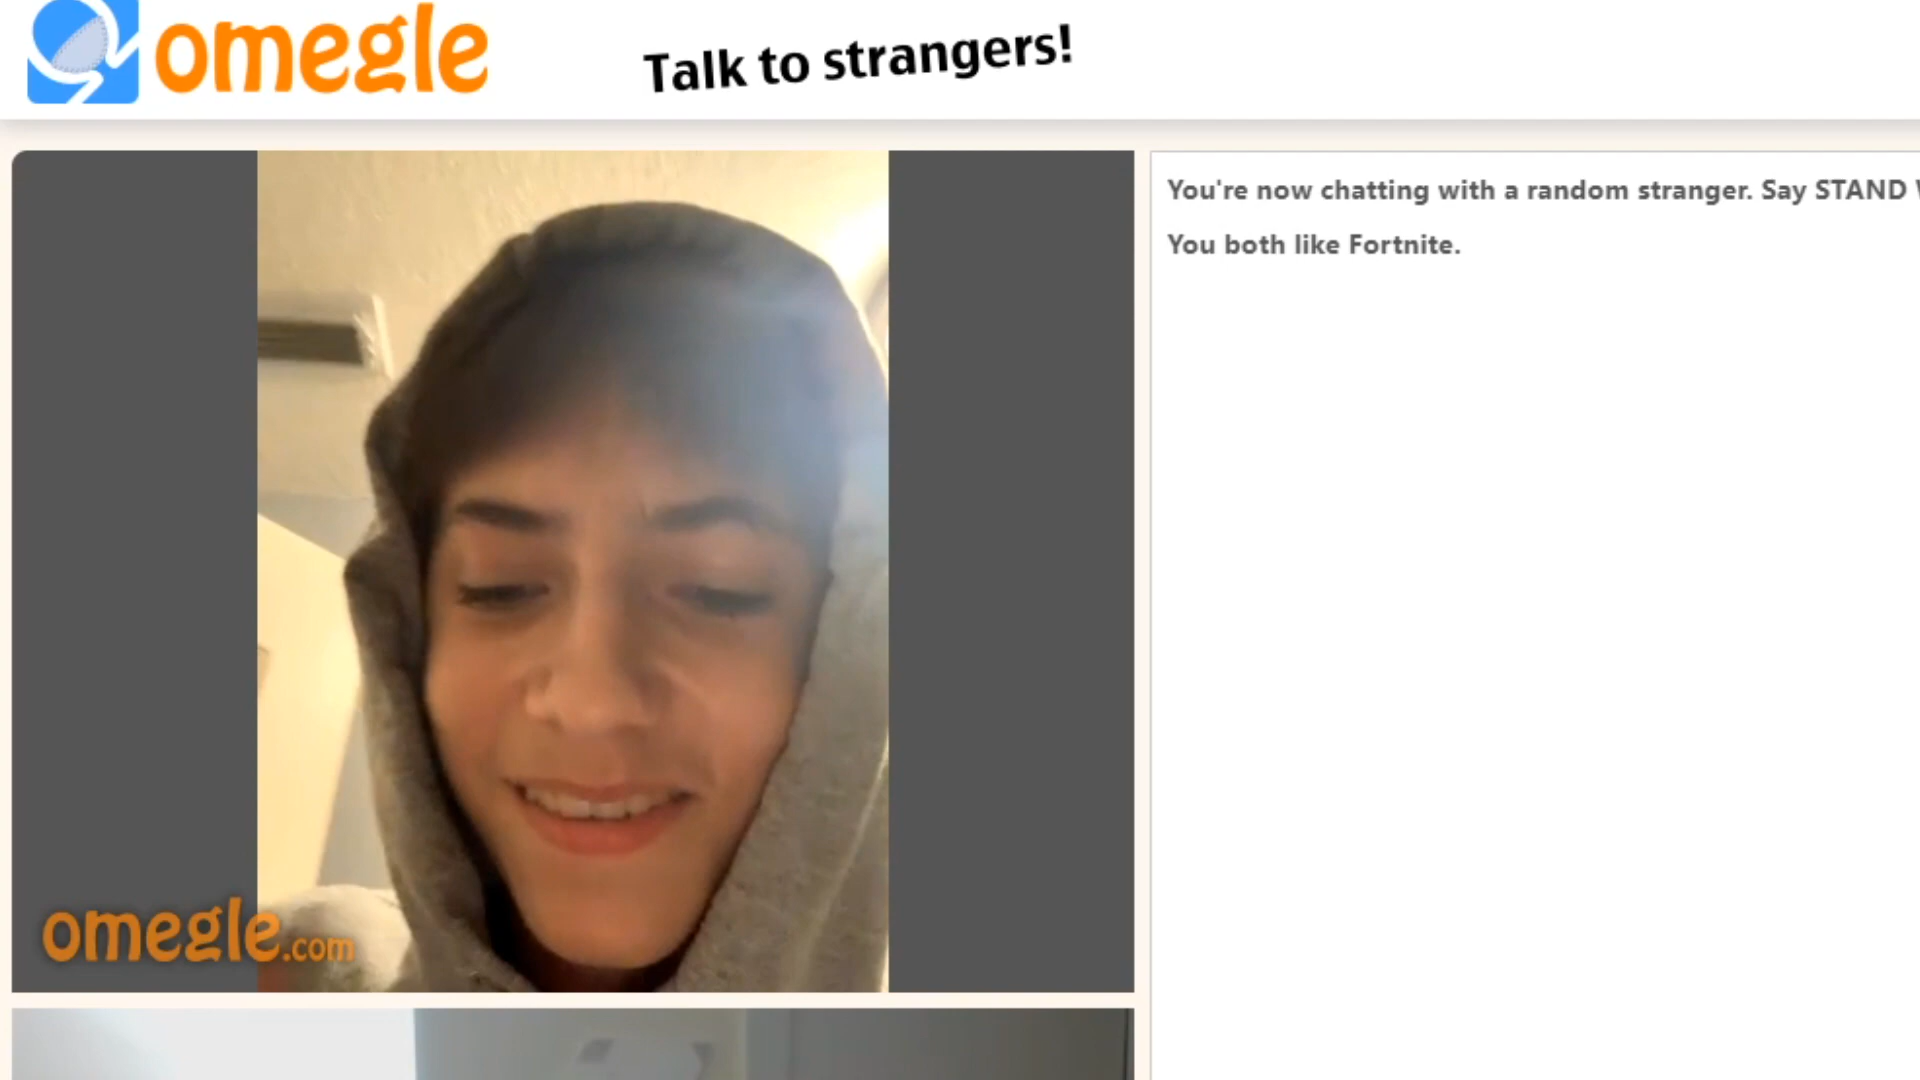 omegle
Talk to strangers!
You're now chatting with a random stranger. Say STAND
You both like Fortnite.
omegle.com